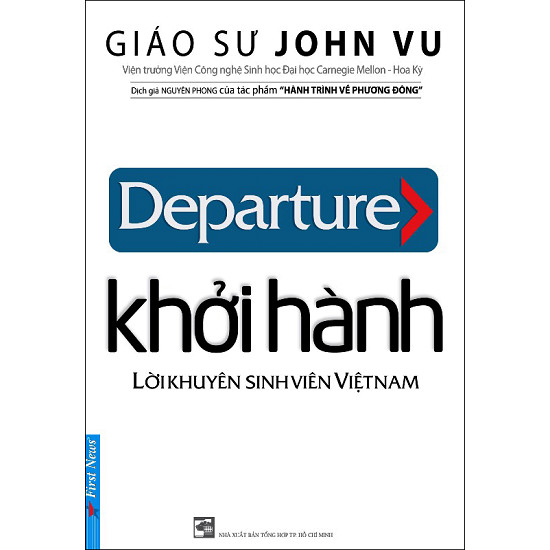 GIÁO SƯ JOHN VU
Viện trưởng Viện Công nghệ Sinh học Đại học Carnegie Mellon - Hoa Kỳ
Dịch giả NGUYÊN PHONG của tác phẩm "HÀNH TRÌNH VỀ PHƯƠNG ĐÔNG"
Departure
khởi hành
LỜI KHUYÊN SINH VIÊN VIỆT NAM
First News
NHÀ XUẤT BẢN TỔNG HỢP TP. HỒ CHÍ MINH